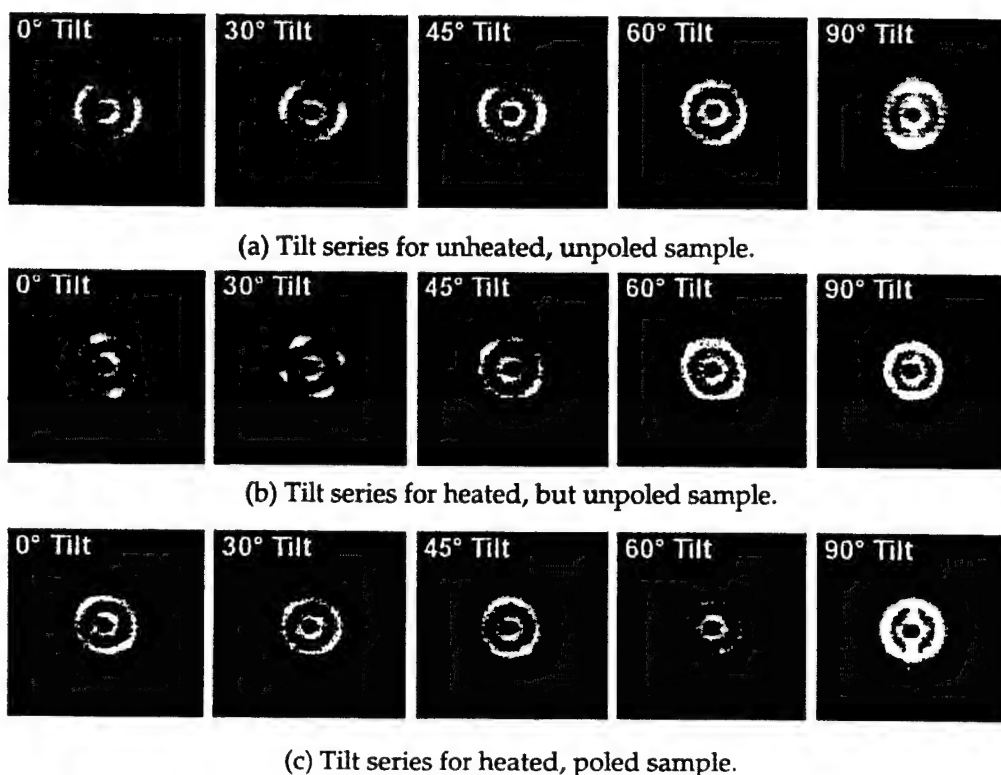 0° Tilt 30° Tilt 45° Tilt 60° Tilt 90° Tilt
(a) Tilt series for unheated, unpoled sample.
0° Tilt 30° Tilt 45° Tilt 60° Tilt 90° Tilt
(b) Tilt series for heated, but unpoled sample.
0° Tilt 30° Tilt 45° Tilt 60° Tilt 90° Tilt
(c) Tilt series for heated, poled sample.